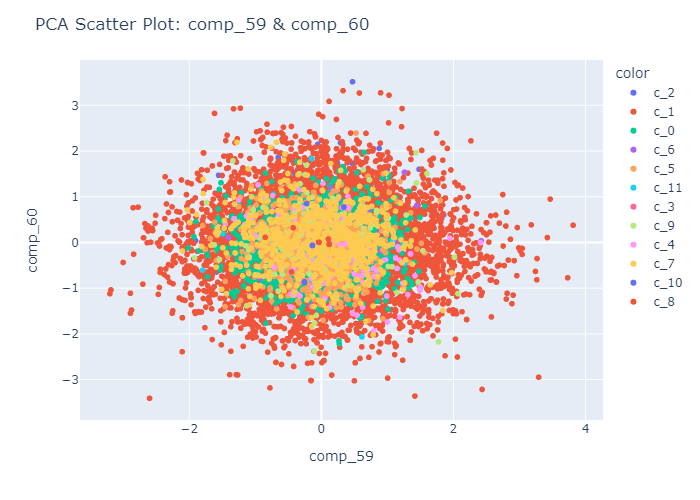 PCA Scatter Plot: comp_59 & comp_60
color
c_2
c_1
c_0
c_6
c_5
c_11
c_3
c_9
c_4
c_7
c_10
c_8
comp_60
3
2
1
0
−1
−2
−3
−2
0
2
4
comp_59